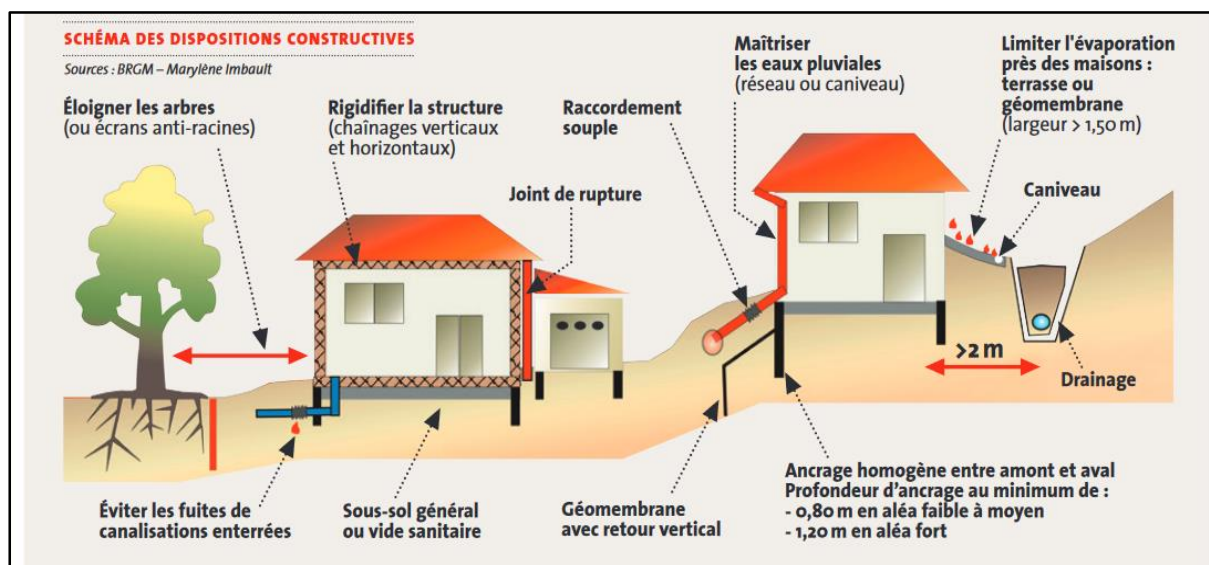 SCHÉMA DES DISPOSITIONS CONSTRUCTIVES
Sources : BRGM – Marylène Imbault
Éloigner les arbres
(ou écrans anti-racines)
Rigidifier la structure
(chaînages verticaux
et horizontaux)
Joint de rupture
Raccordement
souple
Maîtriser
les eaux pluviales
(réseau ou caniveau)
Limiter l'évaporation
près des maisons :
terrasse ou
géomembrane
(largeur > 1,50 m)
Caniveau
>2 m
Drainage
Éviter les fuites de
canalisations enterrées
Sous-sol général
ou vide sanitaire
Géomembrane
avec retour vertical
Ancrage homogène entre amont et aval
Profondeur d'ancrage au minimum de :
- 0,80 m en aléa faible à moyen
- 1,20 m en aléa fort